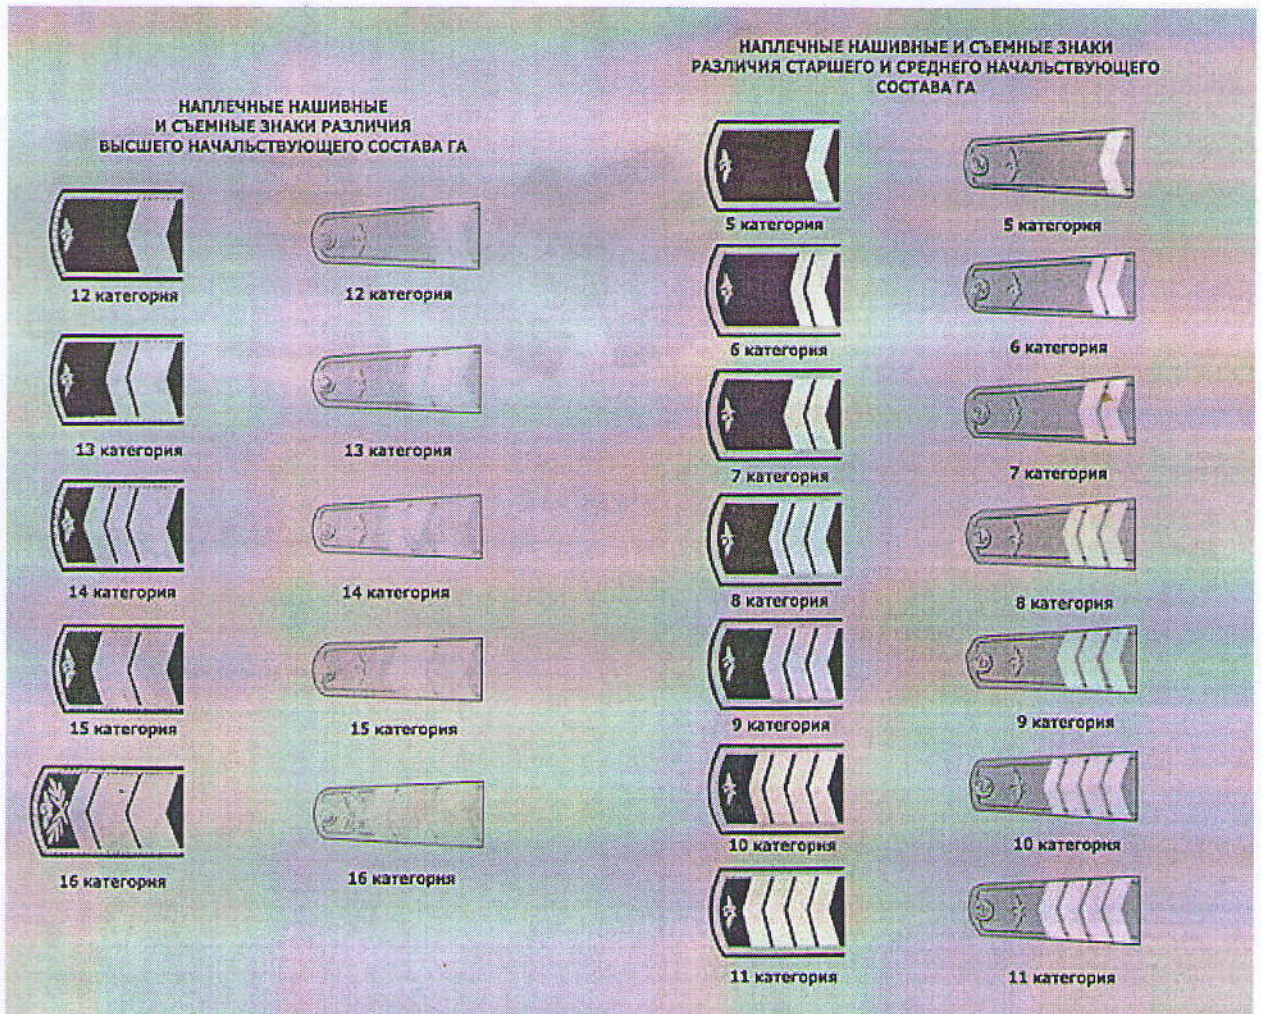 НАПЛЕЧНЫЕ НАШИВНЫЕ
И СЪЕМНЫЕ ЗНАКИ РАЗЛИЧИЯ
ВЫСШЕГО НАЧАЛЬСТВУЮЩЕГО СОСТАВА ГА
12 категория
12 категория
13 категория
13 категория
14 категория
14 категория
15 категория
15 категория
16 категория
16 категория
НАПЛЕЧНЫЕ НАШИВНЫЕ И СЪЕМНЫЕ ЗНАКИ
РАЗЛИЧИЯ СТАРШЕГО И СРЕДНЕГО НАЧАЛЬСТВУЮЩЕГО
СОСТАВА ГА
5 категория
5 категория
6 категория
6 категория
7 категория
7 категория
8 категория
8 категория
9 категория
9 категория
10 категория
10 категория
11 категория
11 категория